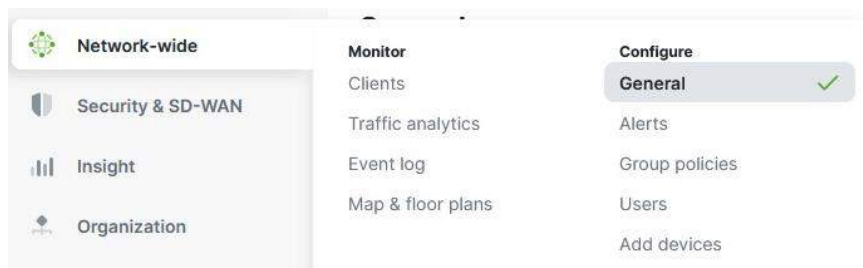 Network-wide
Security & SD-WAN
Insight
Organization
Monitor
Clients
Traffic analytics
Event log
Map & floor plans
Configure
General
Alerts
Group policies
Users
Add devices